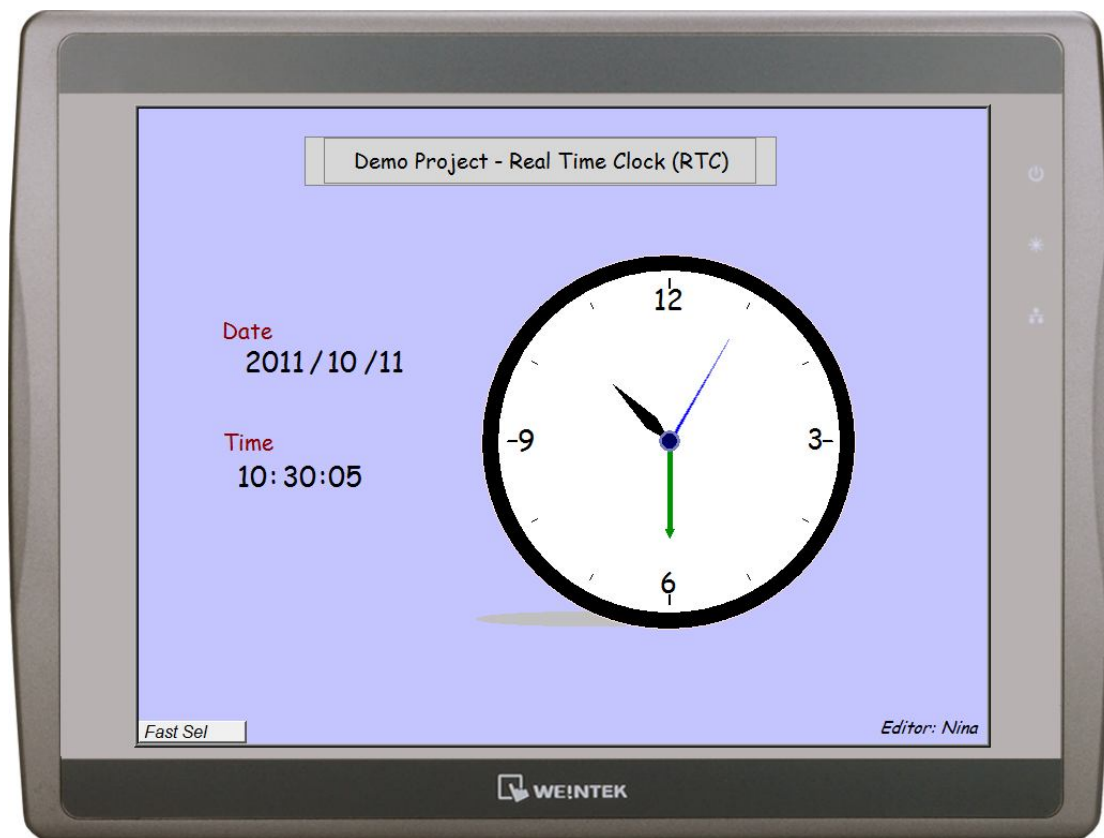 Demo Project - Real Time Clock (RTC)
12
Date
2011 / 10 /11
9
3
Time
10:30:05
6
Fast Sel
Editor: Nina
WEINTEK